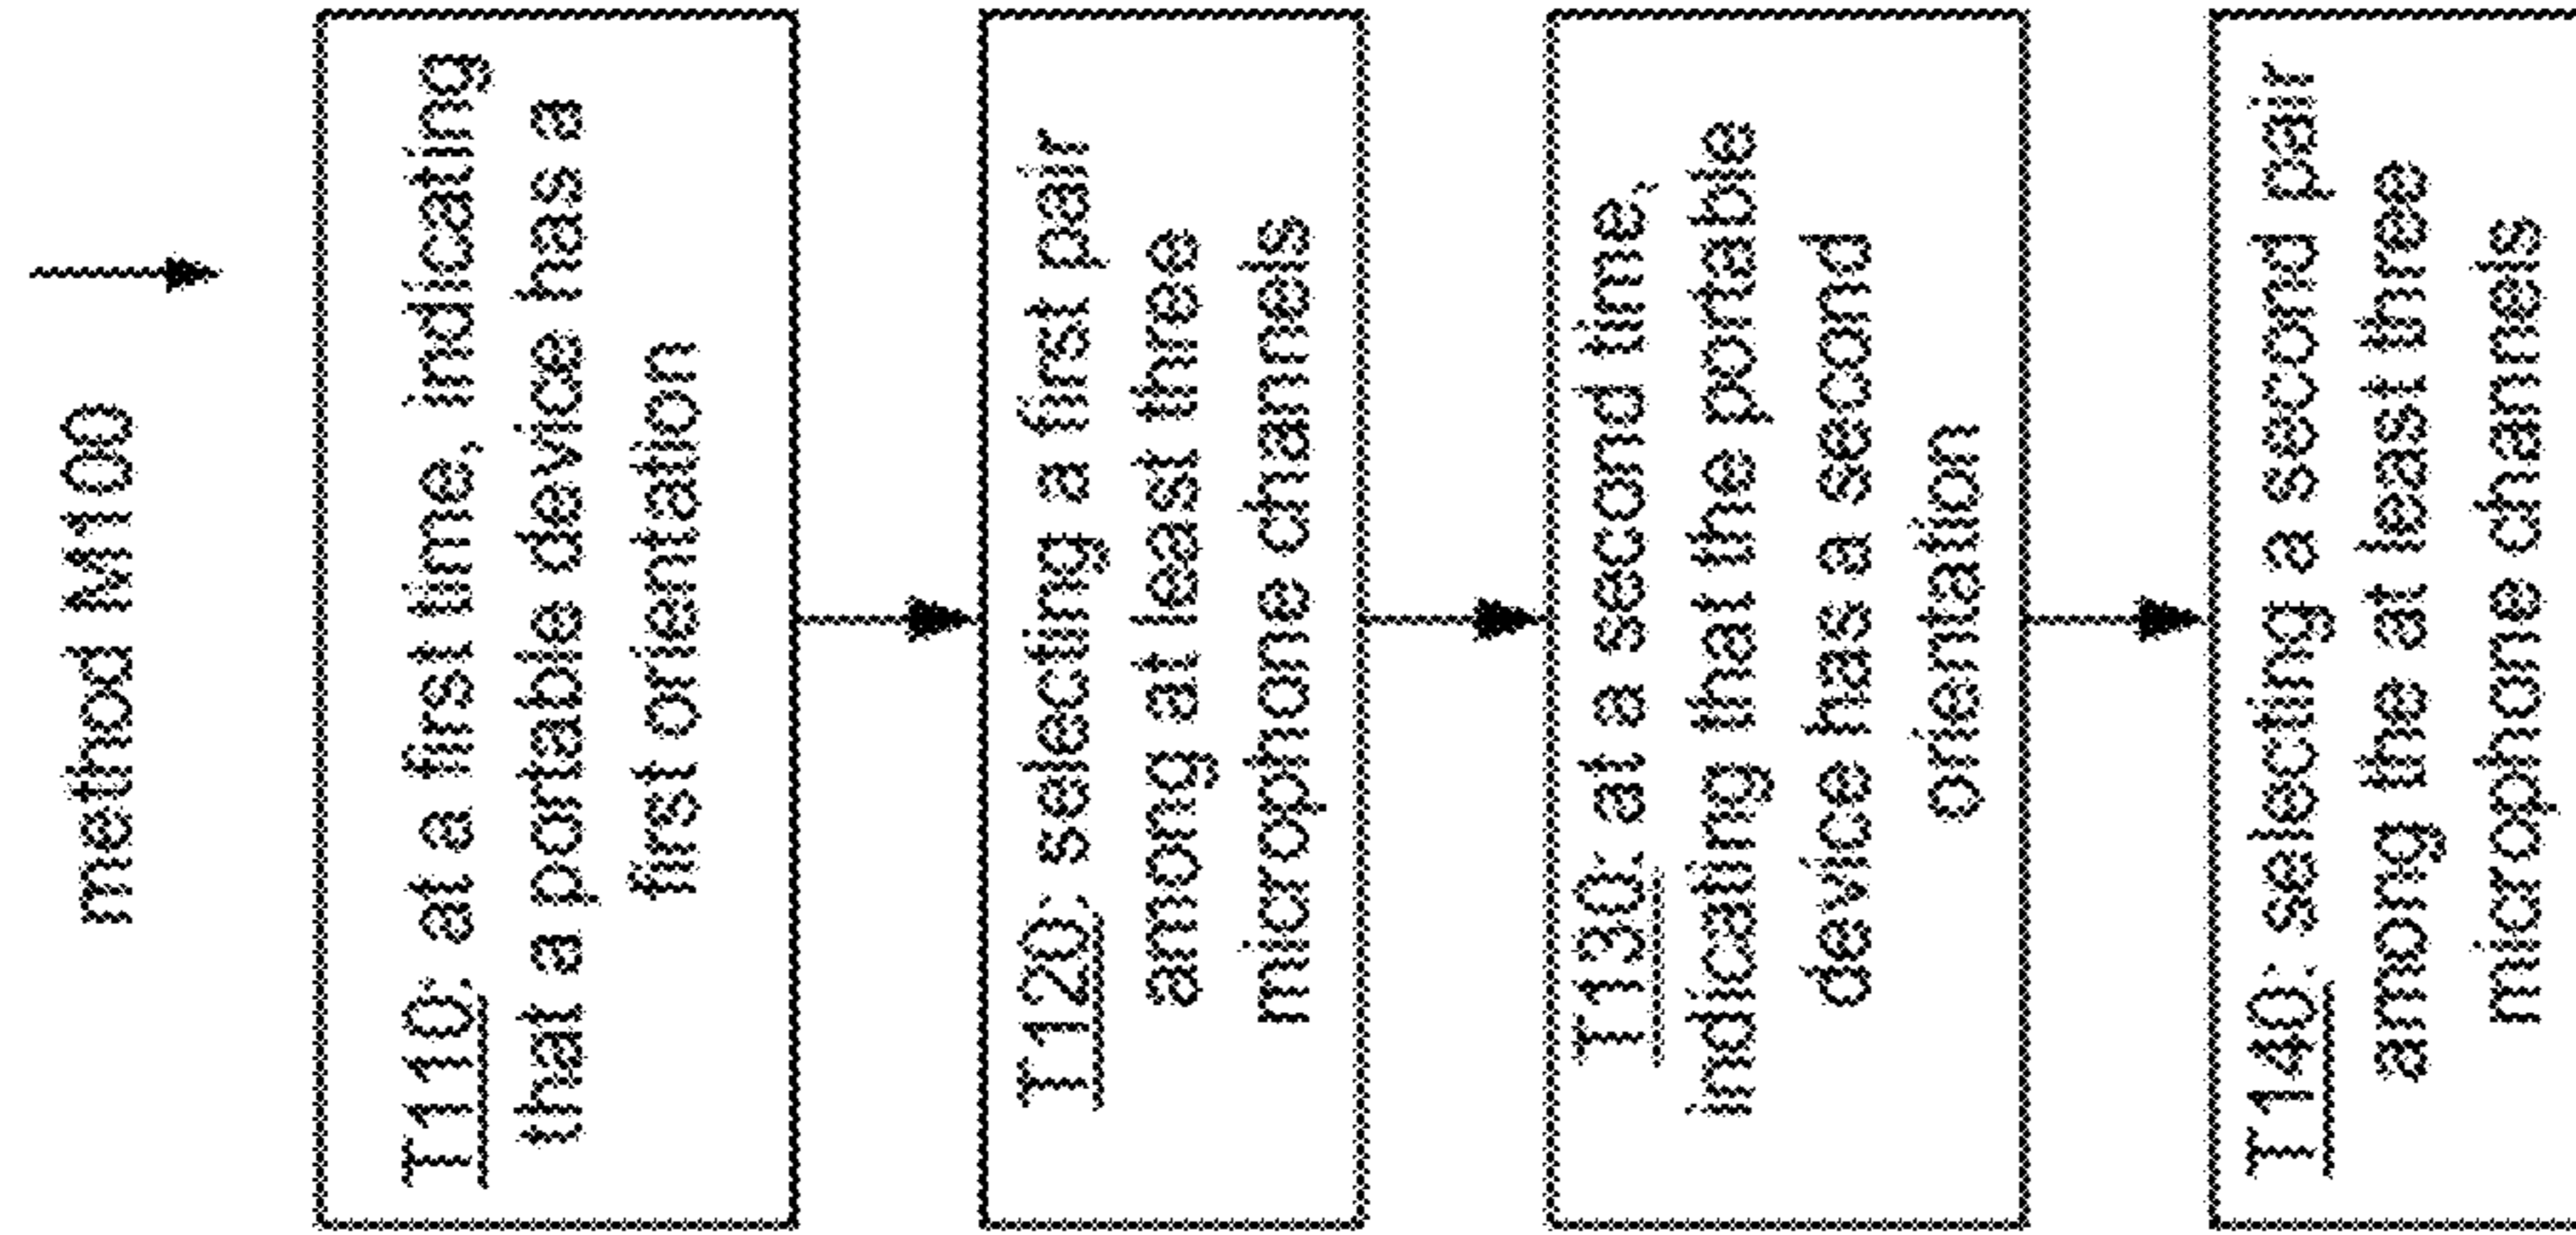 method M100
T110: at a first time, indicating
that a portable device has a
first orientation
T120: selecting a first pair
among at least three
microphone channels
T130: at a second time,
indicating that the portable
device has a second
orientation
T140: selecting a second pair
among the at least three
microphone channels